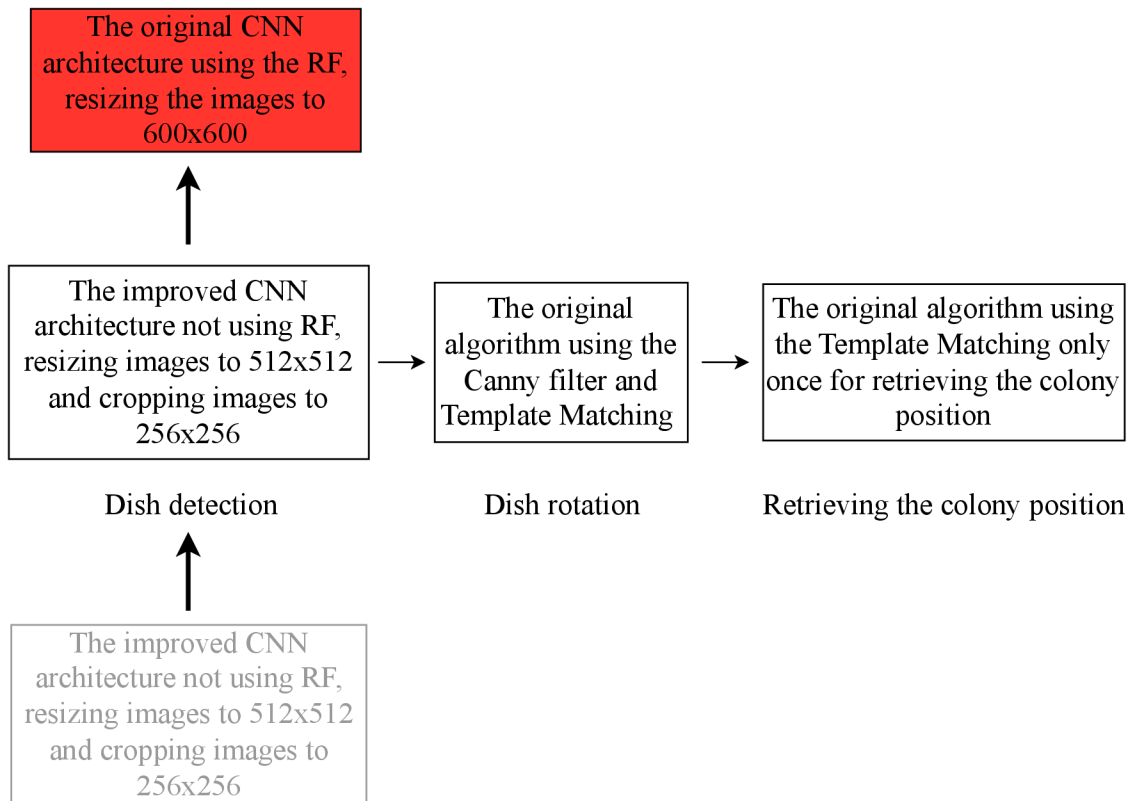 The original CNN
architecture using the RF,
resizing the images to
600x600
The improved CNN
architecture not using RF,
resizing images to 512x512
and cropping images to
256x256
The original
algorithm using the
Canny filter and
Template Matching
The original algorithm using
the Template Matching only
once for retrieving the colony
position
Dish detection
Dish rotation
Retrieving the colony position
The improved CNN
architecture not using RF,
resizing images to 512x512
and cropping images to
256x256